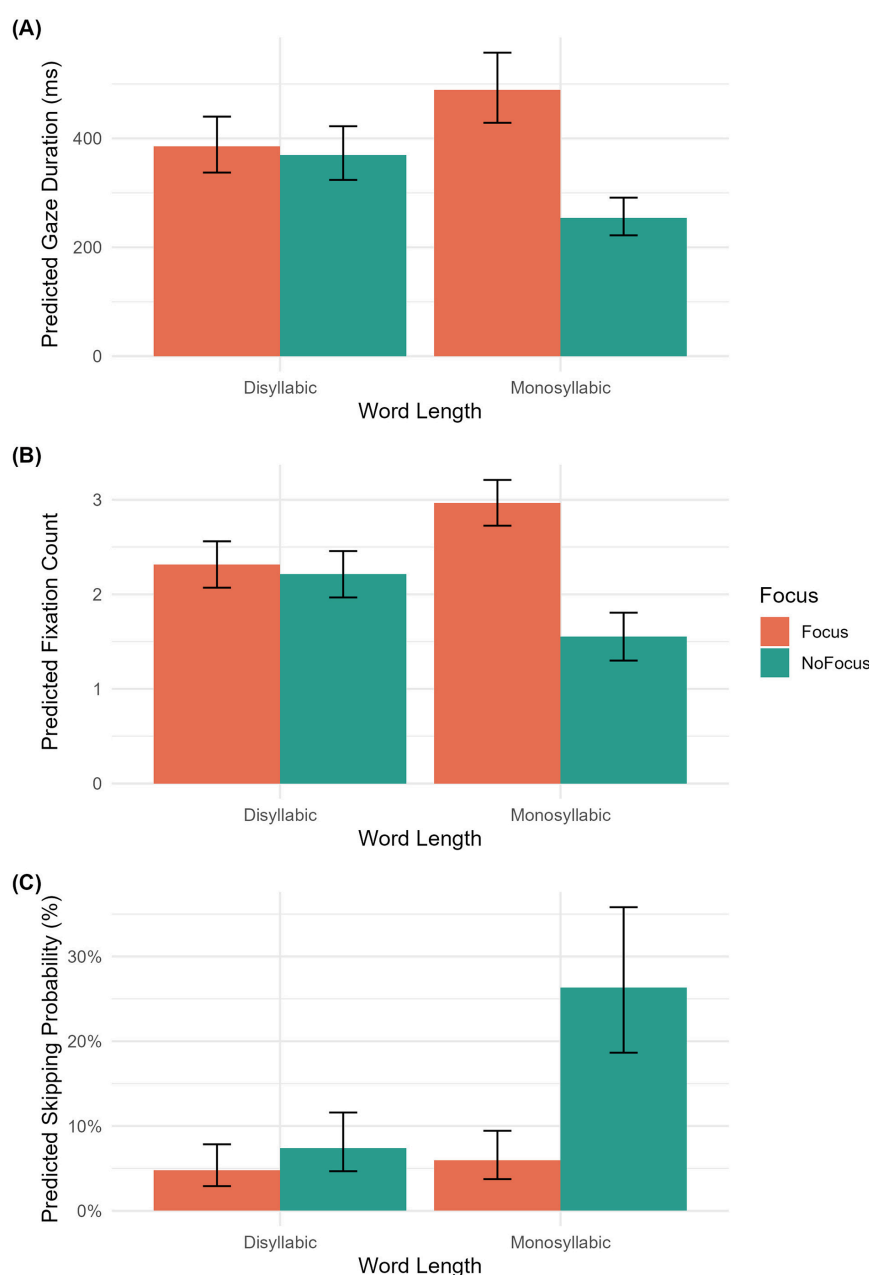 (A)
Predicted Gaze Duration (ms)
400
200
0
Disyllabic Monosyllabic
Word Length
(B)
Predicted Fixation Count
3
2
1
0
Disyllabic Monosyllabic
Word Length
Focus
Focus
NoFocus
(C)
Predicted Skipping Probability (%)
30%
20%
10%
0%
Disyllabic Monosyllabic
Word Length